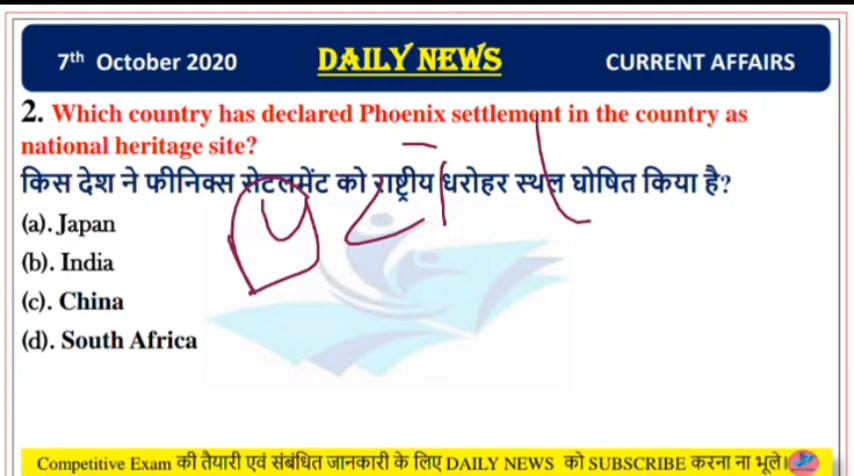 7th October 2020 DAILY NEWS CURRENT AFFAIRS
2. Which country has declared Phoenix settlement in the country as
national heritage site?
किस देश ने फीनिक्स सेटलमेंट को राष्ट्रीय धरोहर स्थल घोषित किया है?
(a). Japan
(b). India
(c). China
(d). South Africa
Competitive Exam की तैयारी एवं संबंधित जानकारी के लिए DAILY NEWS को SUBSCRIBE करना ना भूले।